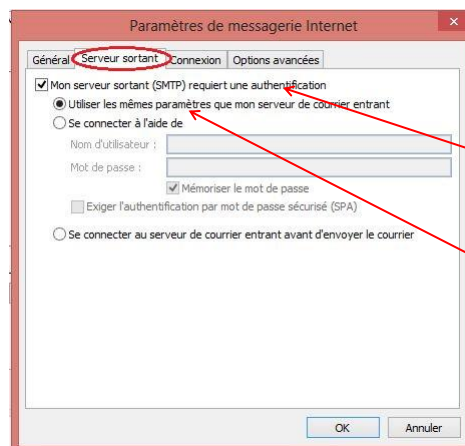 Paramètres de messagerie Internet
Général Serveur sortant Connexion Options avancées
Mon serveur sortant (SMTP) requiert une authentification
Utiliser les mêmes paramètres que mon serveur de courrier entrant
Se connecter à l'aide de
Nom d'utilisateur :
Mot de passe :
Mémoriser le mot de passe
Exiger l'authentification par mot de passe sécurisé (SPA)
Se connecter au serveur de courrier entrant avant d'envoyer le courrier
OK Annuler